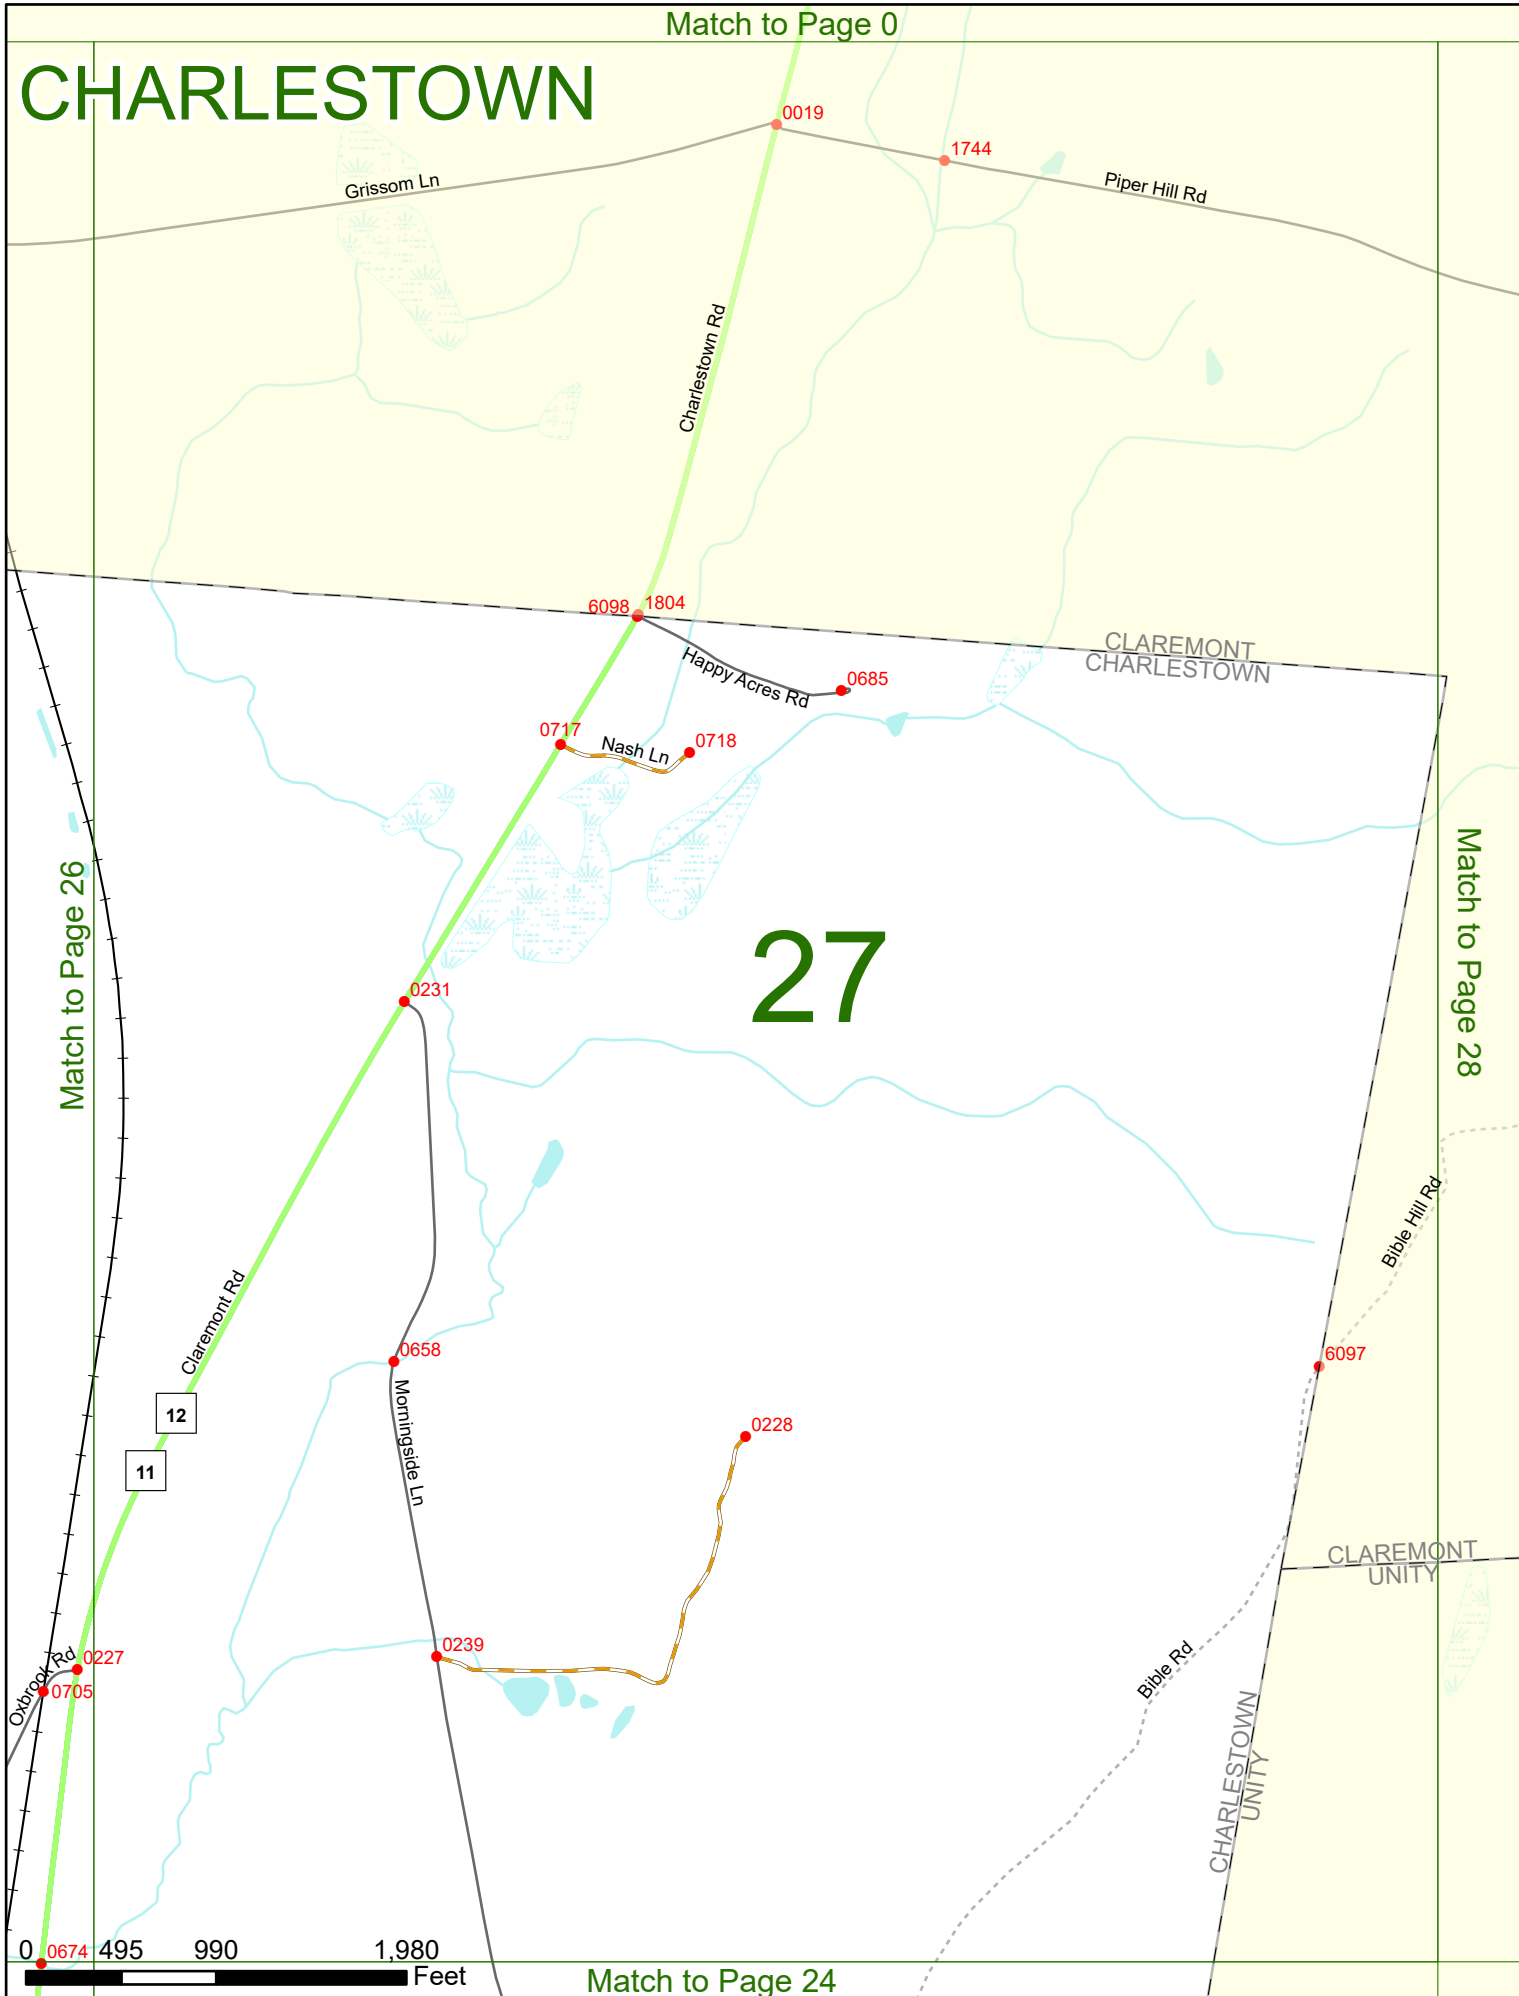 Match to Page 0
CHARLESTOWN
0019
1744
Grissom Ln
Piper Hill Rd
Charlestown Rd
6098
1804
CLAREMONT
CHARLESTOWN
Happy Acres Rd
0685
0717
Nash Ln
0718
Match to Page 26
Match to Page 28
27
0231
Bible Hill Rd
Claremont Rd
0658
6097
Morningside Ln
12
0228
11
CLAREMONT
UNITY
0239
Oxbrook Rd
0227
0705
Bible Rd
CHARLESTOWN
UNITY
0674
0 495 990 1,980
Feet
Match to Page 24